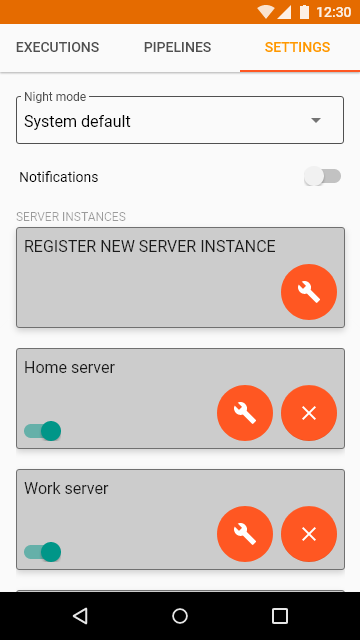 12:30
EXECUTIONS PIPELINES SETTINGS
Night mode
System default
Notifications
SERVER INSTANCES
REGISTER NEW SERVER INSTANCE
Home server
Work server